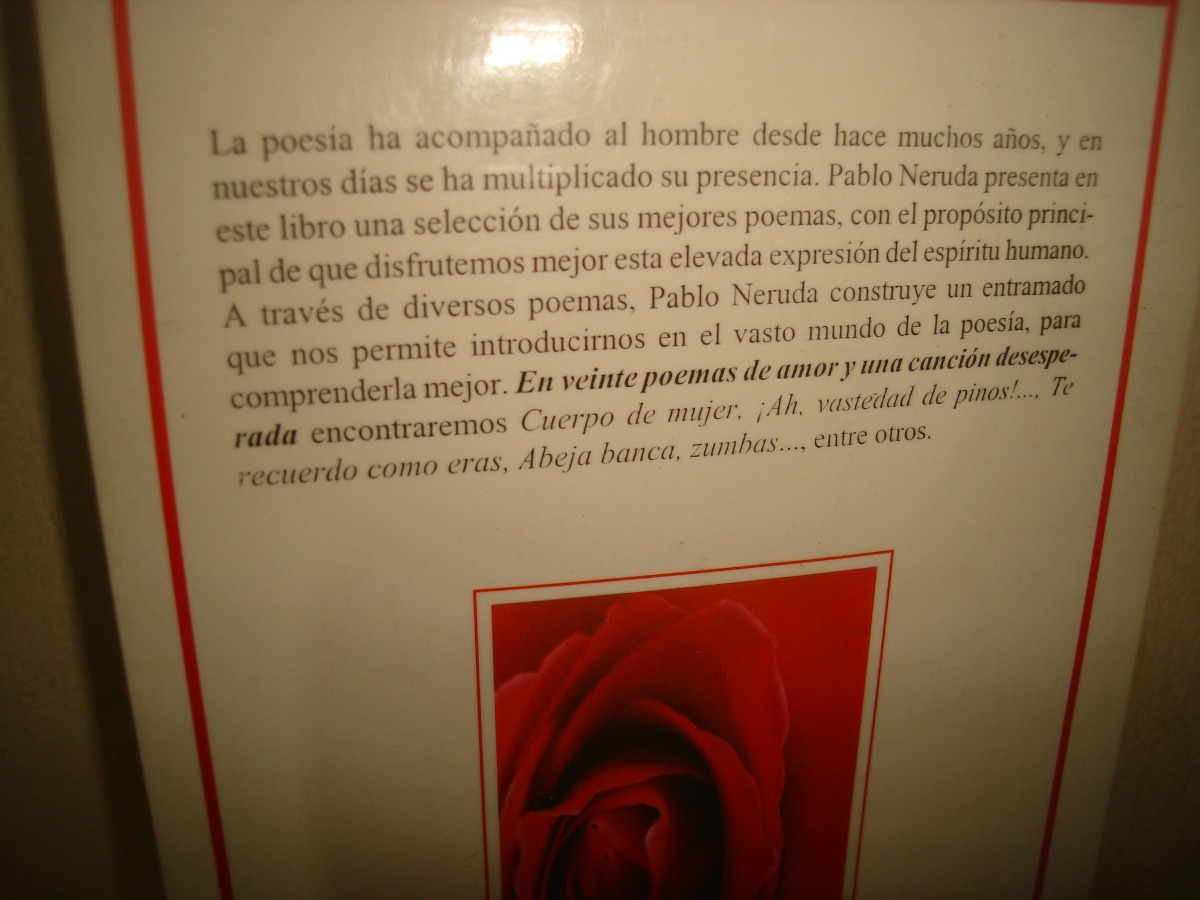 La poesía ha acompañado al hombre desde hace muchos años, y en
nuestros días se ha multiplicado su presencia. Pablo Neruda presenta en
este libro una selección de sus mejores poemas, con el propósito princi-
pal de que disfrutemos mejor esta elevada expresión del espíritu humano.
A través de diversos poemas, Pablo Neruda construye un entramado
que nos permite introducirnos en el vasto mundo de la poesía, para
comprenderla mejor. En veinte poemas de amor y una canción desespe-
rada encontraremos Cuerpo de mujer, ¡Ah, vastedad de pinos!..., Te
recuerdo como eras, Abeja banca, zumbas..., entre otros.